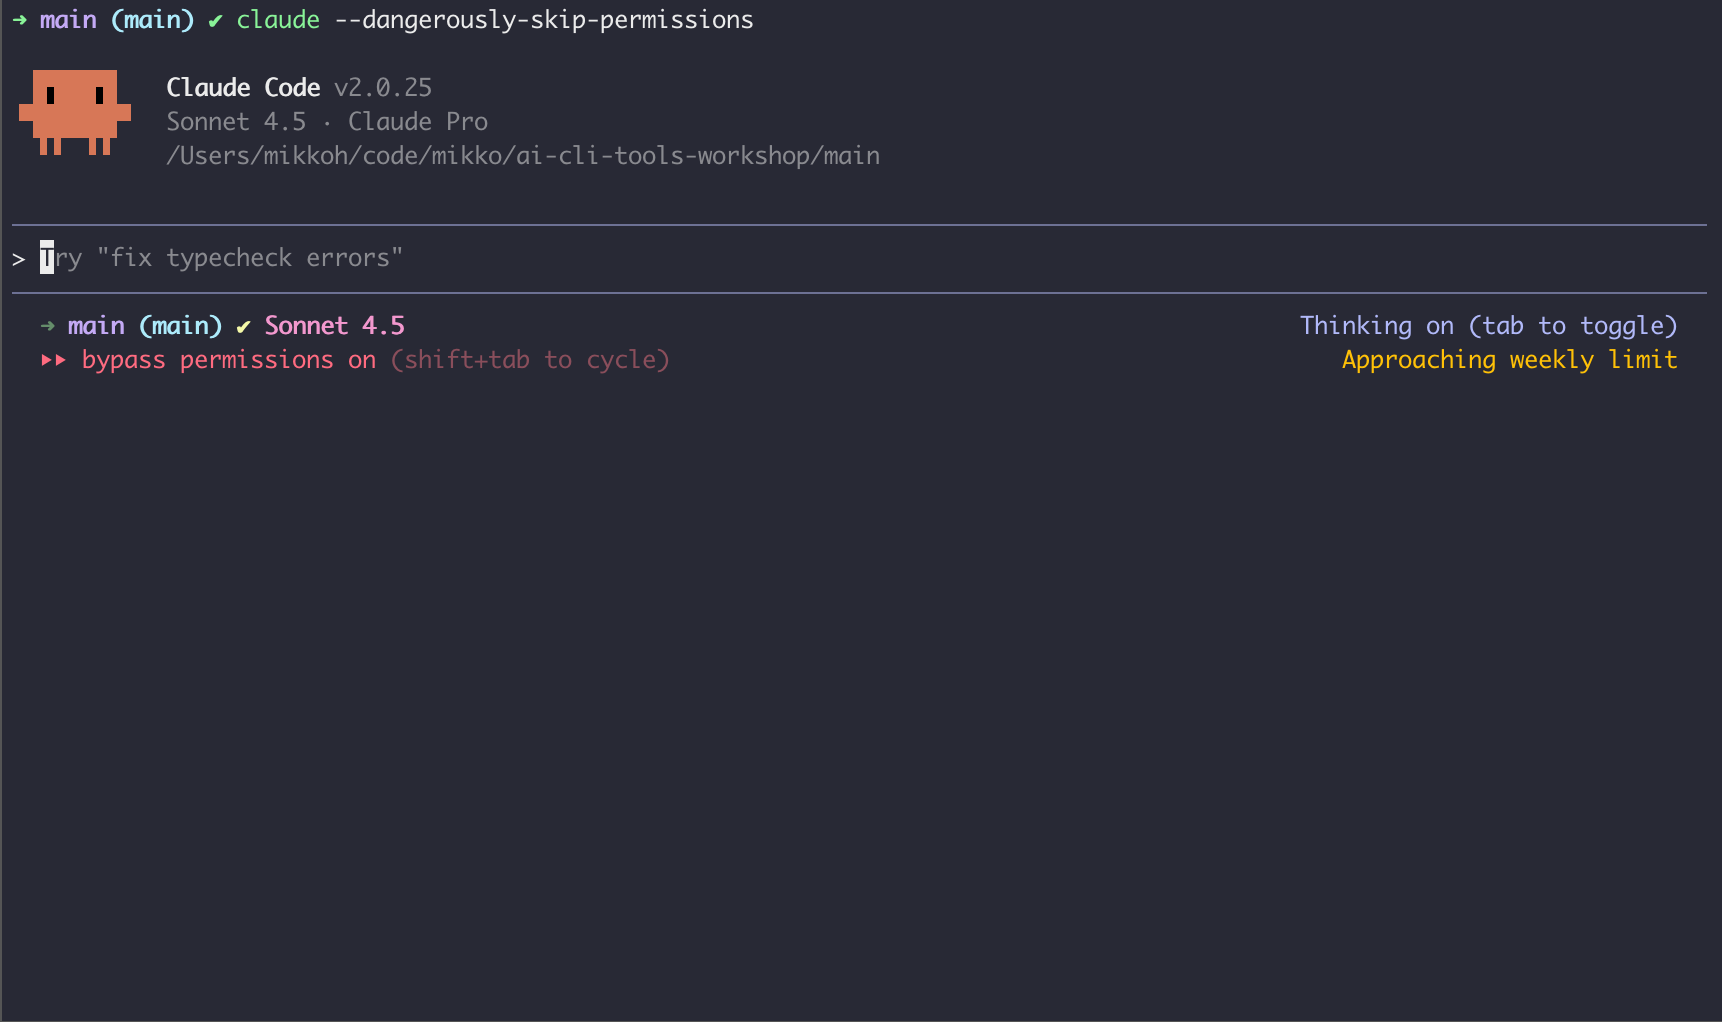 ➜ main (main) ✔ claude --dangerously-skip-permissions
Claude Code v2.0.25
Sonnet 4.5 · Claude Pro
/Users/mikkoh/code/mikko/ai-cli-tools-workshop/main
> Try "fix typecheck errors"
➜ main (main) ✔ Sonnet 4.5 Thinking on (tab to toggle)
⏵⏵ bypass permissions on (shift+tab to cycle) Approaching weekly limit